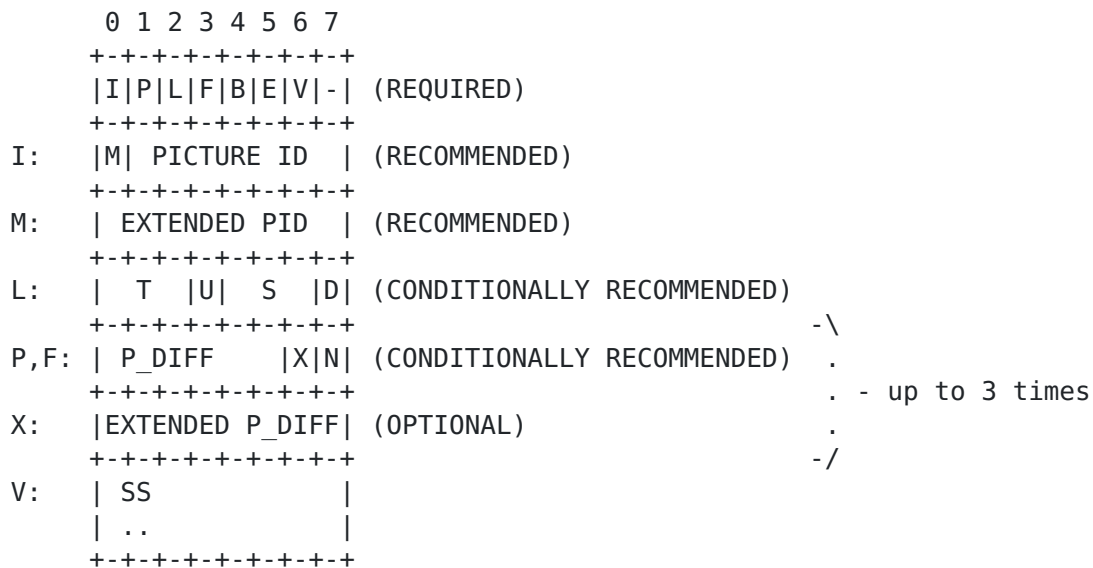 0 1 2 3 4 5 6 7
     +-+-+-+-+-+-+-+-+
     |I|P|L|F|B|E|V|-| (REQUIRED)
     +-+-+-+-+-+-+-+-+
I:   |M| PICTURE ID  | (RECOMMENDED)
     +-+-+-+-+-+-+-+-+
M:   | EXTENDED PID  | (RECOMMENDED)
     +-+-+-+-+-+-+-+-+
L:   |  T  |U|  S  |D| (CONDITIONALLY RECOMMENDED)
     +-+-+-+-+-+-+-+-+                             -\
P,F: | P_DIFF    |X|N| (CONDITIONALLY RECOMMENDED)  .
     +-+-+-+-+-+-+-+-+                              . - up to 3 times
X:   |EXTENDED P_DIFF| (OPTIONAL)                   .
     +-+-+-+-+-+-+-+-+                             -/
V:   | SS            |
     | ..            |
     +-+-+-+-+-+-+-+-+